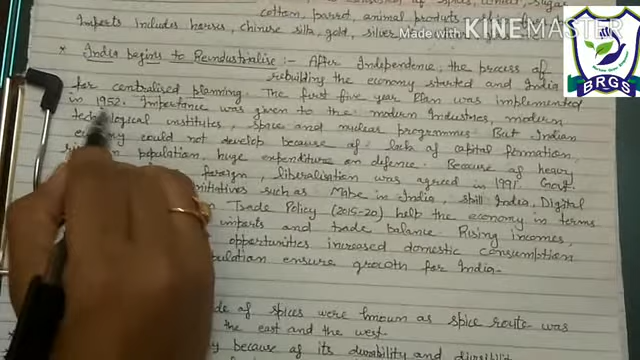 cotton, parrot, animal products
Imports includes horses, chinese silk, gold, silver
Made with KINEMASTER
BRGS
* India begins to Reindustrialise :- After Independence, the process of
rebuilding the economy started and India
for centralised planning. The first five year Plan was implemented
in 1952. Importance was given to the modern Industries, modern
technological institutes, space and nuclear programmes. But Indian
could not develop because of lack of capital formation,
population, huge expenditure on defence. Because of heavy
foreign, liberalisation was agreed in 1991. Govt.
initiatives such as Make in India, skill India, Digital
Trade Policy (2015-20) help the economy in terms
imports and trade balance. Rising incomes,
opportunities increased domestic consumption
ensure growth for India.
of spices were known as spice route was
the east and the west.
because of its durability and